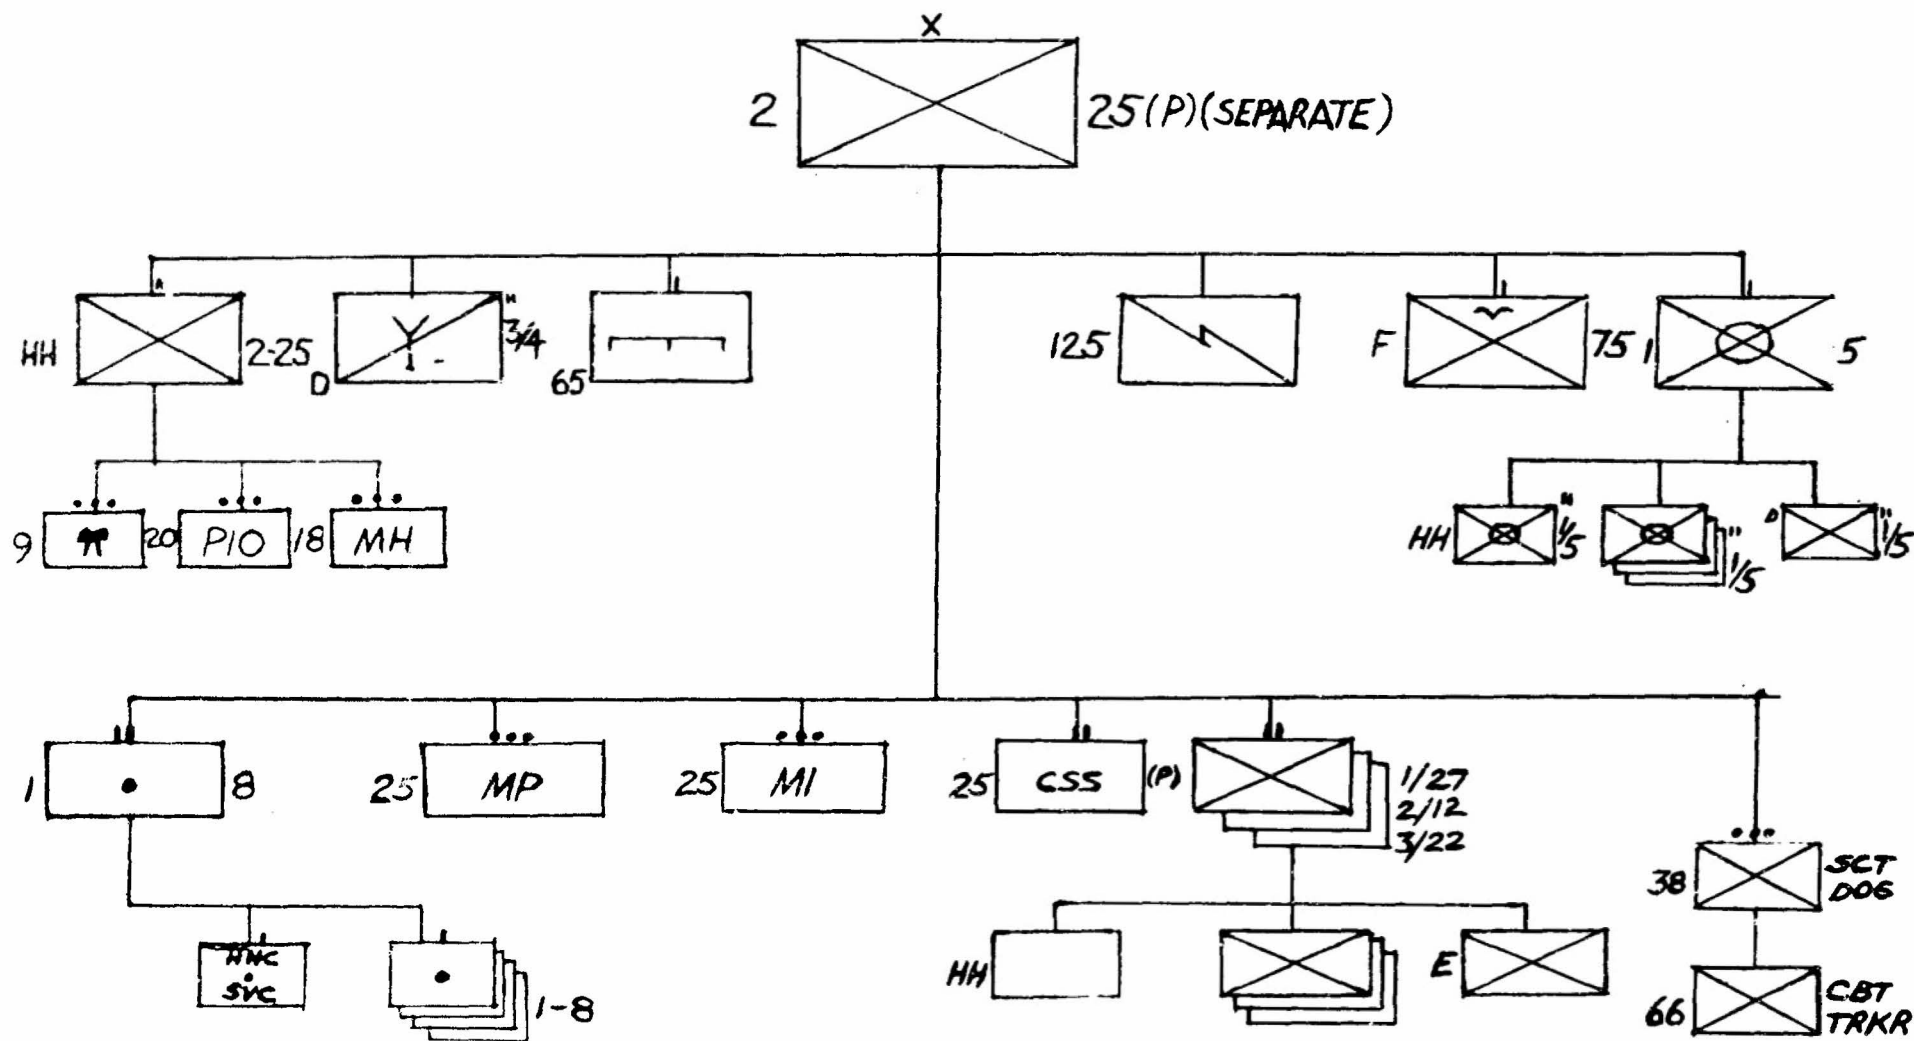 X
2
25(P)(SEPARATE)
HH
2-25
D
3/4
65
125
F
75
1
5
9
20
PIO
18
MH
HH
1/5
1/5
D
1/5
1
8
25
MP
25
MI
25
CSS
(P)
1/27
2/12
3/22
38
SCT
DOG
HHC
SVC
1-8
HH
E
66
CBT
TRKR